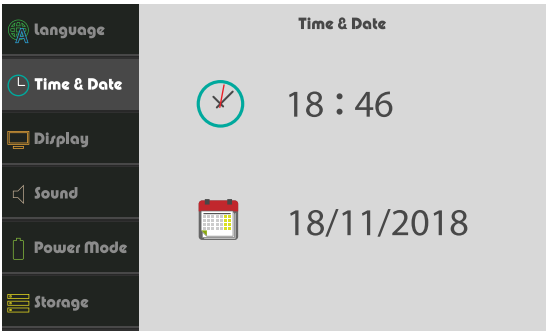 Language
Time & Date
Display
Sound
Power Mode
Storage
Time & Date
18 : 46
18/11/2018